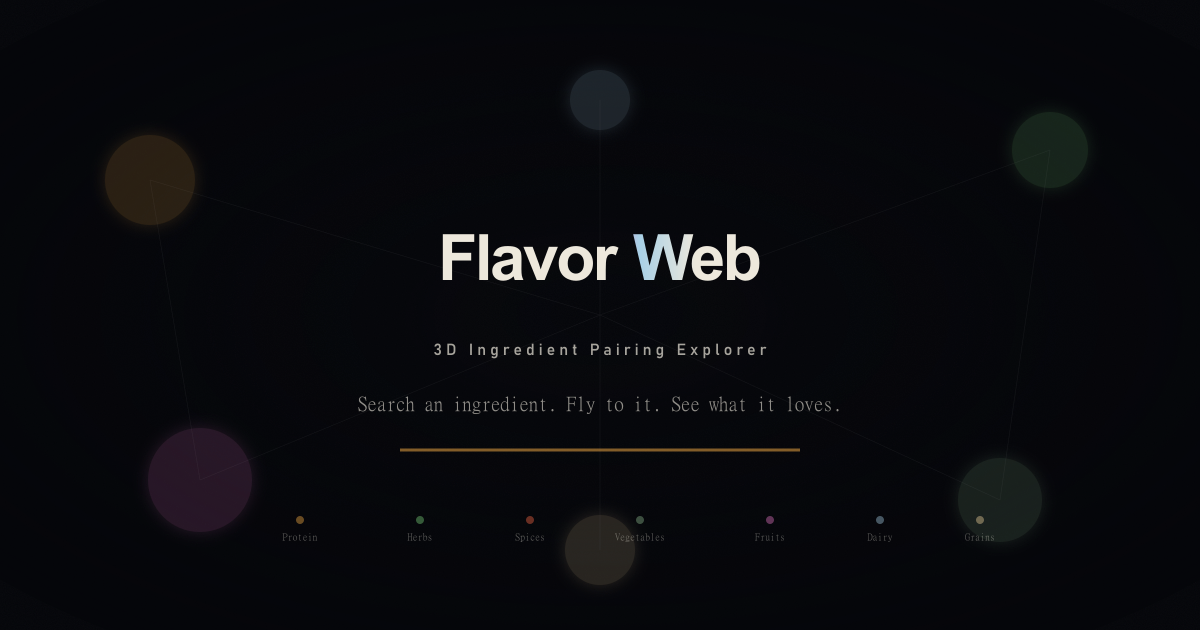 Flavor Web
3D Ingredient Pairing Explorer
Search an ingredient. Fly to it. See what it loves.
Protein Herbs Spices Vegetables Fruits Dairy Grains